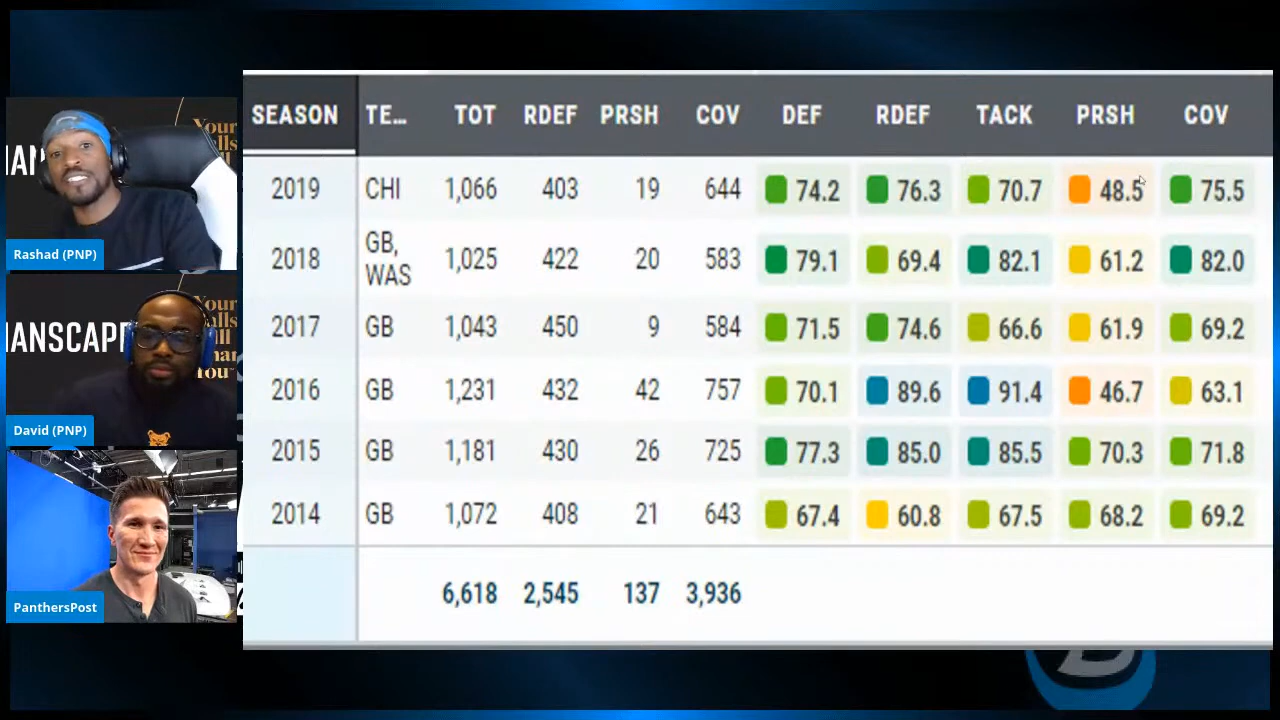 SEASON TE... TOT RDEF PRSH COV DEF RDEF TACK PRSH COV
2019 CHI 1,066 403 19 644 74.2 76.3 70.7 48.5 75.5
2018 GB, WAS 1,025 422 20 583 79.1 69.4 82.1 61.2 82.0
2017 GB 1,043 450 9 584 71.5 74.6 66.6 61.9 69.2
2016 GB 1,231 432 42 757 70.1 89.6 91.4 46.7 63.1
2015 GB 1,181 430 26 725 77.3 85.0 85.5 70.3 71.8
2014 GB 1,072 408 21 643 67.4 60.8 67.5 68.2 69.2
6,618 2,545 137 3,936
Your
Rashad (PNP)
Your
MANSCAPE
David (PNP)
PanthersPost